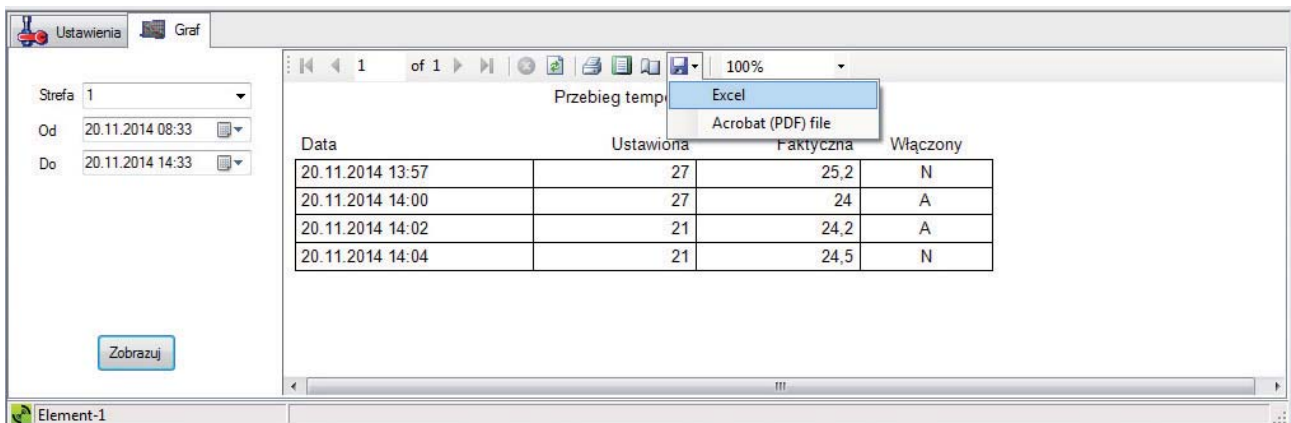 Ustawienia Graf
1 of 1 100%
Strefa 1
Od 20.11.2014 08:33
Do 20.11.2014 14:33
Zobrazuj
Przebieg
Excel
Acrobat (PDF) file
Data Ustawiona Faktyczna Włączony
20.11.2014 13:57 27 25,2 N
20.11.2014 14:00 27 24 A
20.11.2014 14:02 21 24,2 A
20.11.2014 14:04 21 24,5 N
Element-1